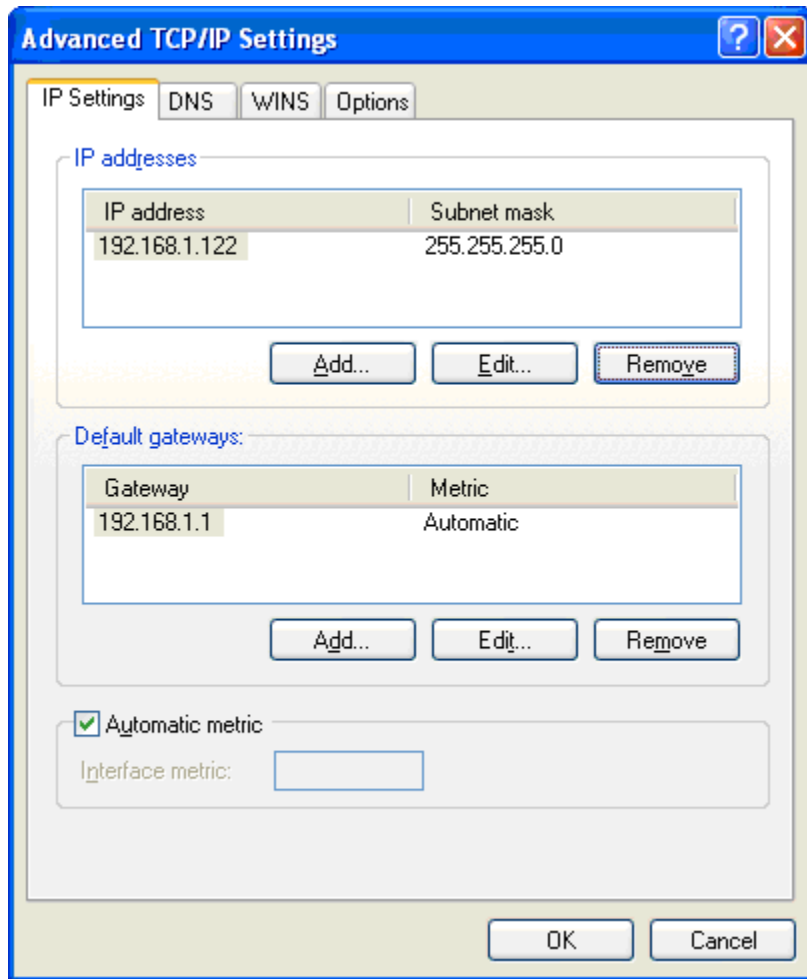 Advanced TCP/IP Settings
?
IP Settings DNS WINS Options
IP addresses
IP address Subnet mask
192.168.1.122 255.255.255.0
Add... Edit... Remove
Default gateways:
Gateway Metric
192.168.1.1 Automatic
Add... Edit... Remove
Automatic metric
Interface metric:
OK Cancel